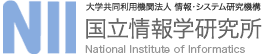 NII
大学共同利用機関法人 情報・システム研究機構
国立情報学研究所
National Institute of Informatics